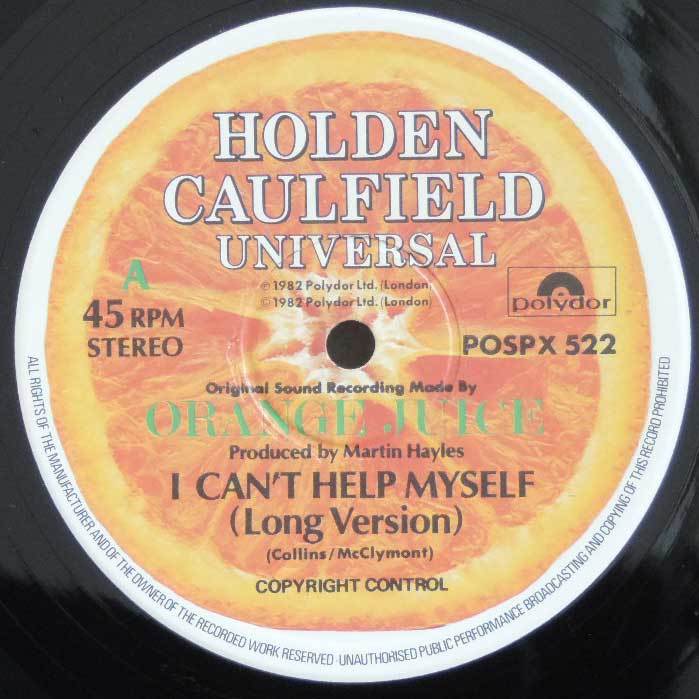 HOLDEN
CAULFIELD
UNIVERSAL
℗ 1982 Polydor Ltd. (London)
© 1982 Polydor Ltd. (London)
A
45 RPM
STEREO
polydor
POSPX 522
Original Sound Recording Made By
ORANGE JUICE
Produced by Martin Hayles
I CAN'T HELP MYSELF
(Long Version)
(Collins/McClymont)
COPYRIGHT CONTROL
ALL RIGHTS OF THE MANUFACTURER AND OF THE OWNER OF THE RECORDED WORK RESERVED · UNAUTHORISED PUBLIC PERFORMANCE BROADCASTING AND COPYING OF THIS RECORD PROHIBITED